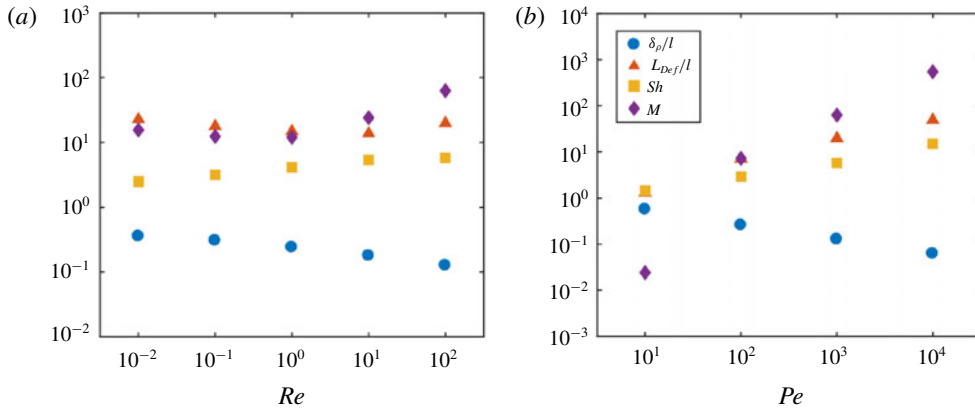 (a)
10^3
10^2
10^1
10^0
10^−1
10^−2
10^−2 10^−1 10^0 10^1 10^2
Re
(b)
10^4
10^3
10^2
10^1
10^0
10^−1
10^−2
10^−3
δ_ρ/l
L_Def/l
Sh
M
10^1 10^2 10^3 10^4
Pe